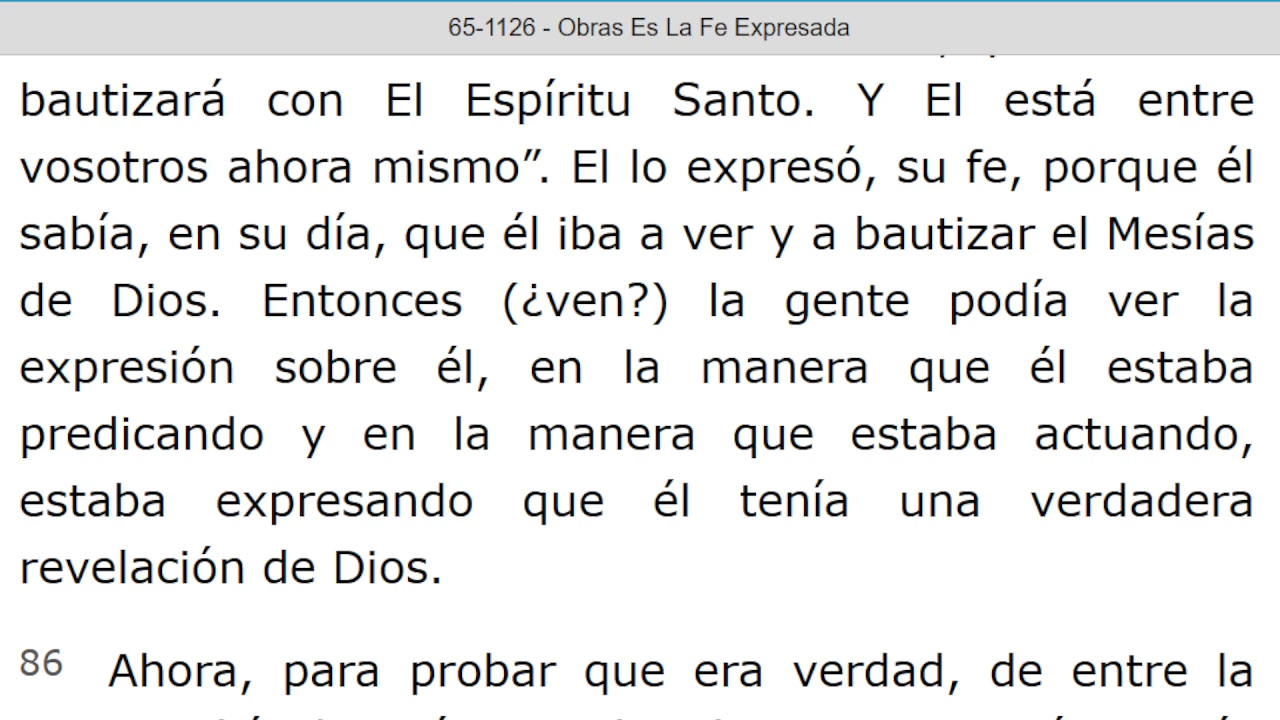 65-1126 - Obras Es La Fe Expresada
bautizará con El Espíritu Santo. Y El está entre
vosotros ahora mismo”. El lo expresó, su fe, porque él
sabía, en su día, que él iba a ver y a bautizar el Mesías
de Dios. Entonces (¿ven?) la gente podía ver la
expresión sobre él, en la manera que él estaba
predicando y en la manera que estaba actuando,
estaba expresando que él tenía una verdadera
revelación de Dios.
86 Ahora, para probar que era verdad, de entre la